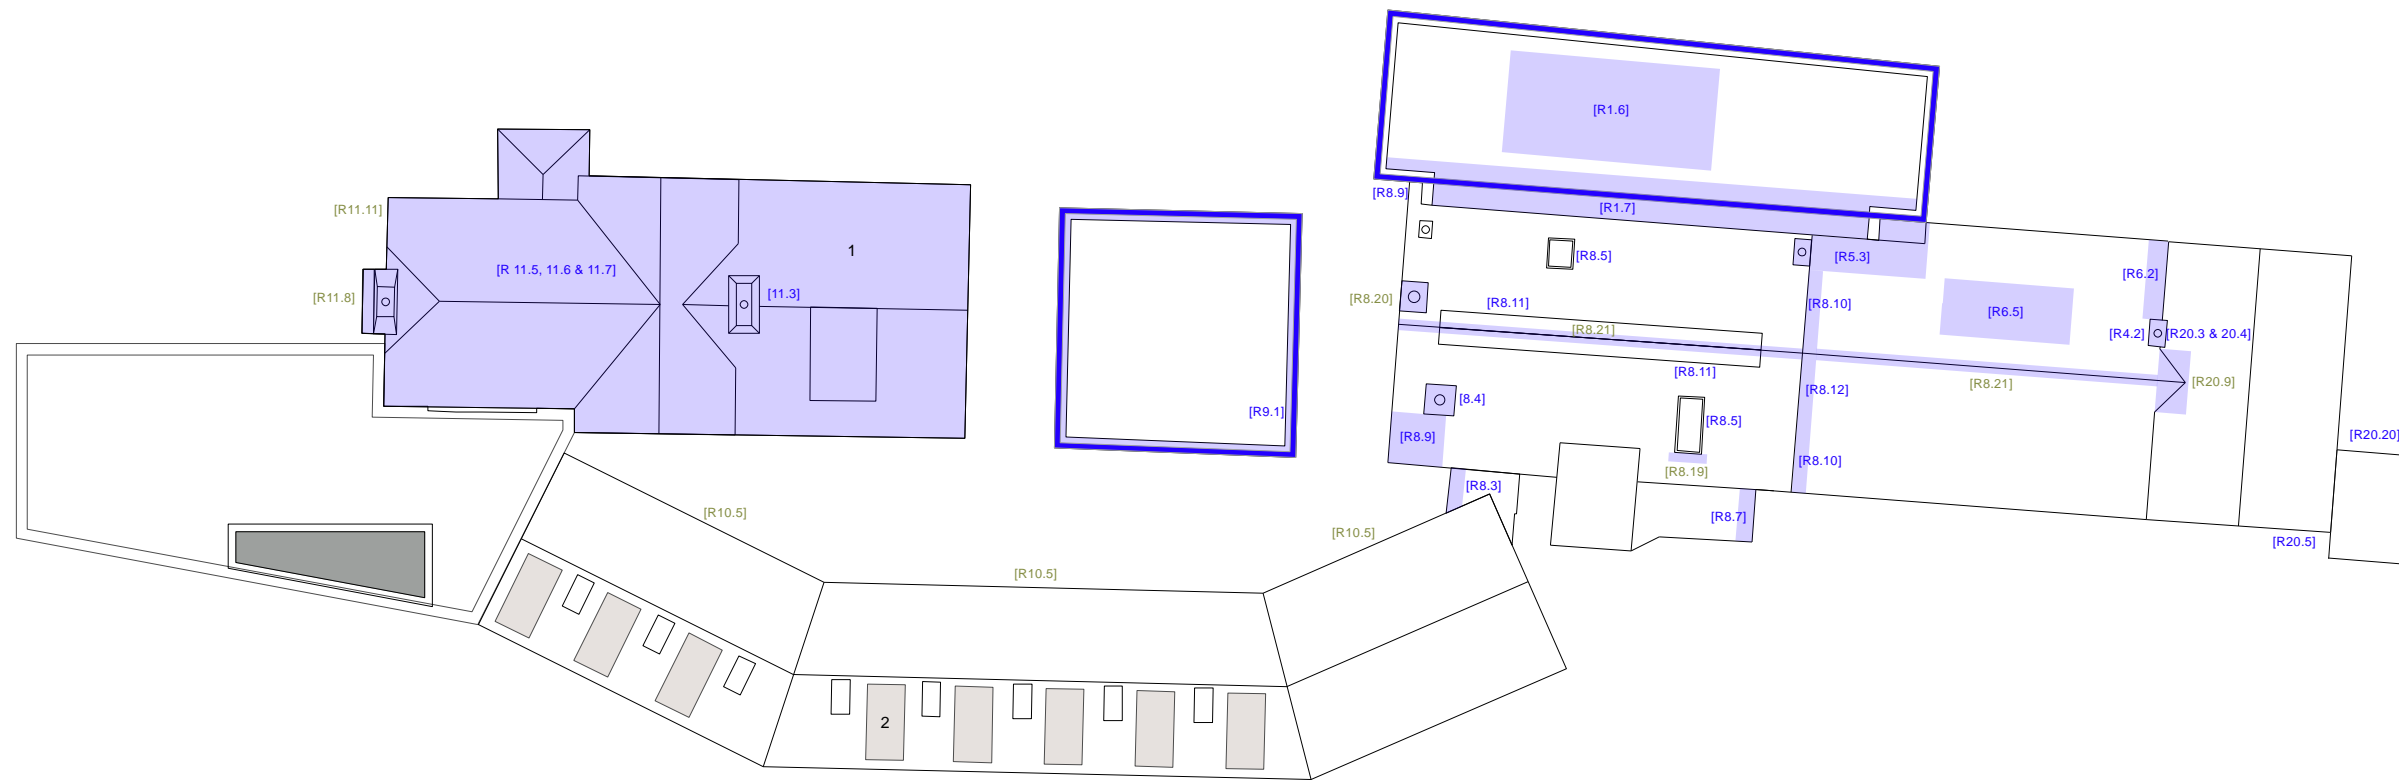 [R1.6]
[R8.9]
[R1.7]
[R11.11]
1
[R 11.5, 11.6 & 11.7]
[R8.5]
[R5.3]
[R6.2]
[R11.8]
[11.3]
[R8.20]
[R8.11]
[R8.10]
[R6.5]
[R8.21]
[R4.2]
[R20.3 & 20.4]
[R8.11]
[R8.12]
[R8.21]
[R20.9]
[R9.1]
[8.4]
[R8.5]
[R8.9]
[R20.20]
[R8.10]
[R8.19]
[R8.3]
[R10.5]
[R8.7]
[R10.5]
[R20.5]
[R10.5]
2